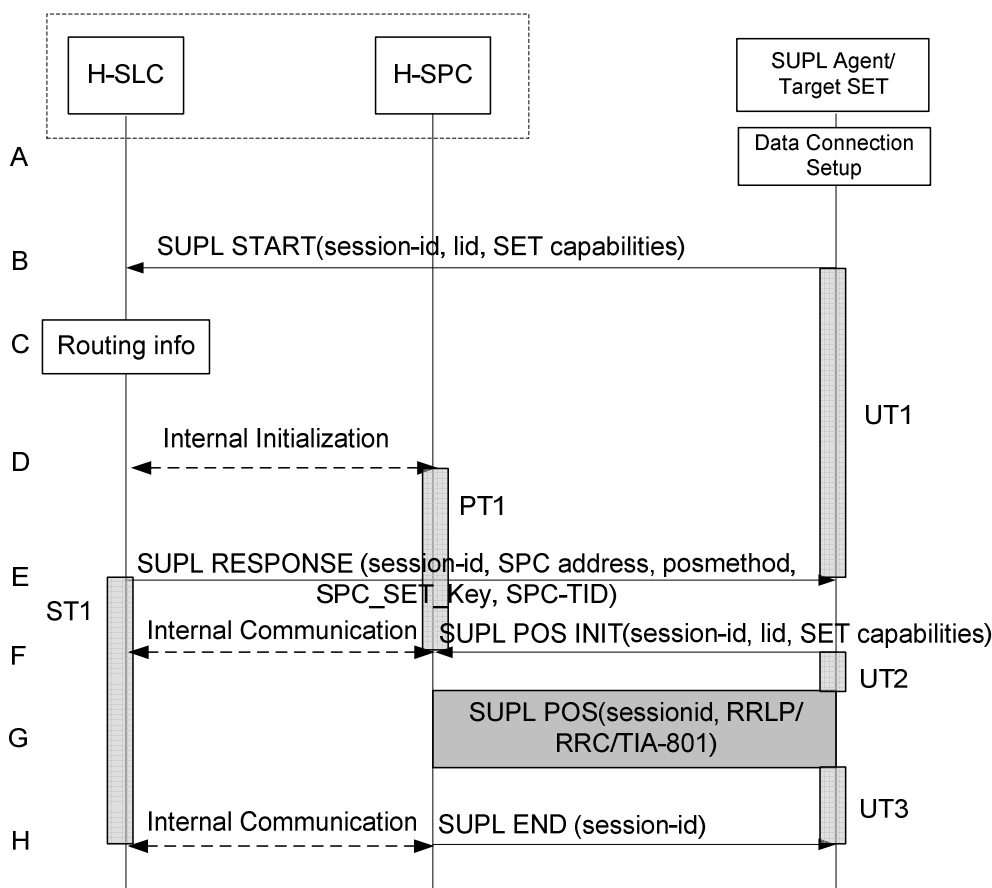 H-SLC
H-SPC
SUPL Agent/
Target SET
A
Data Connection
Setup
SUPL START(session-id, lid, SET capabilities)
B
C
Routing info
UT1
Internal Initialization
D
PT1
SUPL RESPONSE (session-id, SPC address, posmethod,
E
SPC_SET_Key, SPC-TID)
ST1
Internal Communication
SUPL POS INIT(session-id, lid, SET capabilities)
F
UT2
SUPL POS(sessionid, RRLP/
G
RRC/TIA-801)
UT3
Internal Communication
SUPL END (session-id)
H